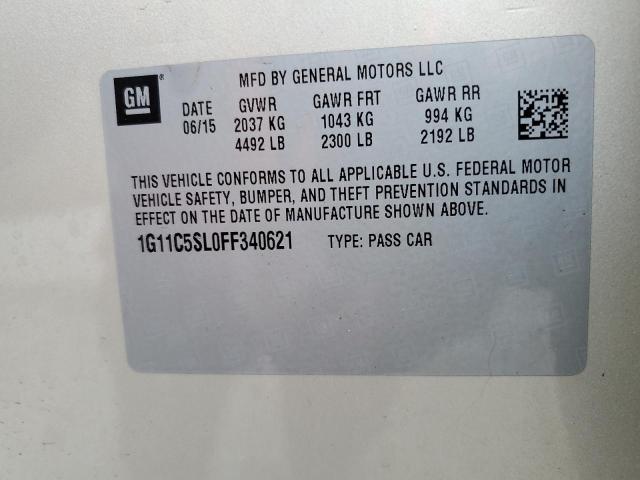 GM ®
MFD BY GENERAL MOTORS LLC
DATE GVWR GAWR FRT GAWR RR
06/15 2037 KG 1043 KG 994 KG
4492 LB 2300 LB 2192 LB
THIS VEHICLE CONFORMS TO ALL APPLICABLE U.S. FEDERAL MOTOR
VEHICLE SAFETY, BUMPER, AND THEFT PREVENTION STANDARDS IN
EFFECT ON THE DATE OF MANUFACTURE SHOWN ABOVE.
1G11C5SL0FF340621 TYPE: PASS CAR